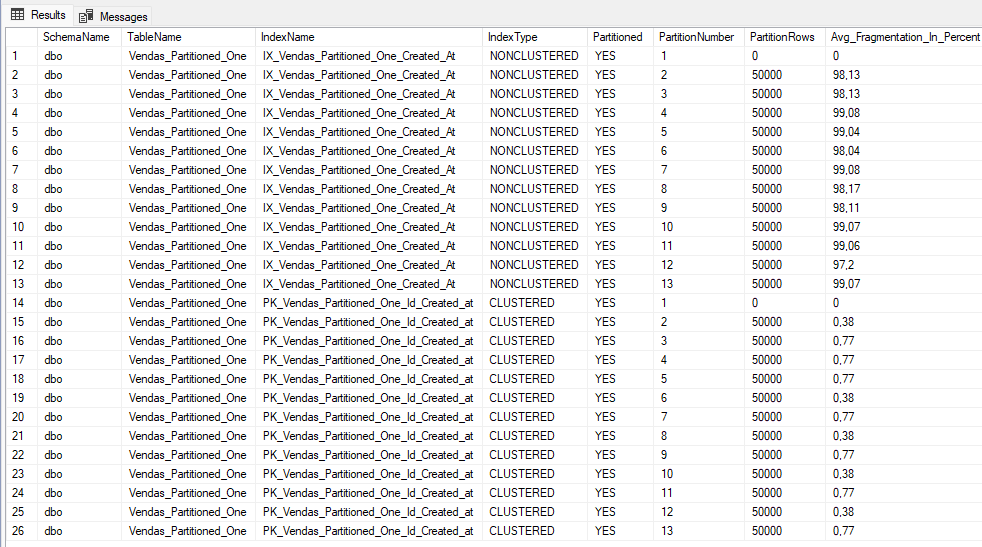 Results Messages
SchemaName TableName IndexName IndexType Partitioned PartitionNumber PartitionRows Avg_Fragmentation_In_Percent
1 dbo Vendas_Partitioned_One IX_Vendas_Partitioned_One_Created_At NONCLUSTERED YES 1 0 0
2 dbo Vendas_Partitioned_One IX_Vendas_Partitioned_One_Created_At NONCLUSTERED YES 2 50000 98,13
3 dbo Vendas_Partitioned_One IX_Vendas_Partitioned_One_Created_At NONCLUSTERED YES 3 50000 98,13
4 dbo Vendas_Partitioned_One IX_Vendas_Partitioned_One_Created_At NONCLUSTERED YES 4 50000 99,08
5 dbo Vendas_Partitioned_One IX_Vendas_Partitioned_One_Created_At NONCLUSTERED YES 5 50000 99,04
6 dbo Vendas_Partitioned_One IX_Vendas_Partitioned_One_Created_At NONCLUSTERED YES 6 50000 98,04
7 dbo Vendas_Partitioned_One IX_Vendas_Partitioned_One_Created_At NONCLUSTERED YES 7 50000 99,08
8 dbo Vendas_Partitioned_One IX_Vendas_Partitioned_One_Created_At NONCLUSTERED YES 8 50000 98,17
9 dbo Vendas_Partitioned_One IX_Vendas_Partitioned_One_Created_At NONCLUSTERED YES 9 50000 98,11
10 dbo Vendas_Partitioned_One IX_Vendas_Partitioned_One_Created_At NONCLUSTERED YES 10 50000 99,07
11 dbo Vendas_Partitioned_One IX_Vendas_Partitioned_One_Created_At NONCLUSTERED YES 11 50000 99,06
12 dbo Vendas_Partitioned_One IX_Vendas_Partitioned_One_Created_At NONCLUSTERED YES 12 50000 97,2
13 dbo Vendas_Partitioned_One IX_Vendas_Partitioned_One_Created_At NONCLUSTERED YES 13 50000 99,07
14 dbo Vendas_Partitioned_One PK_Vendas_Partitioned_One_Id_Created_at CLUSTERED YES 1 0 0
15 dbo Vendas_Partitioned_One PK_Vendas_Partitioned_One_Id_Created_at CLUSTERED YES 2 50000 0,38
16 dbo Vendas_Partitioned_One PK_Vendas_Partitioned_One_Id_Created_at CLUSTERED YES 3 50000 0,77
17 dbo Vendas_Partitioned_One PK_Vendas_Partitioned_One_Id_Created_at CLUSTERED YES 4 50000 0,77
18 dbo Vendas_Partitioned_One PK_Vendas_Partitioned_One_Id_Created_at CLUSTERED YES 5 50000 0,77
19 dbo Vendas_Partitioned_One PK_Vendas_Partitioned_One_Id_Created_at CLUSTERED YES 6 50000 0,38
20 dbo Vendas_Partitioned_One PK_Vendas_Partitioned_One_Id_Created_at CLUSTERED YES 7 50000 0,77
21 dbo Vendas_Partitioned_One PK_Vendas_Partitioned_One_Id_Created_at CLUSTERED YES 8 50000 0,38
22 dbo Vendas_Partitioned_One PK_Vendas_Partitioned_One_Id_Created_at CLUSTERED YES 9 50000 0,77
23 dbo Vendas_Partitioned_One PK_Vendas_Partitioned_One_Id_Created_at CLUSTERED YES 10 50000 0,38
24 dbo Vendas_Partitioned_One PK_Vendas_Partitioned_One_Id_Created_at CLUSTERED YES 11 50000 0,77
25 dbo Vendas_Partitioned_One PK_Vendas_Partitioned_One_Id_Created_at CLUSTERED YES 12 50000 0,38
26 dbo Vendas_Partitioned_One PK_Vendas_Partitioned_One_Id_Created_at CLUSTERED YES 13 50000 0,77